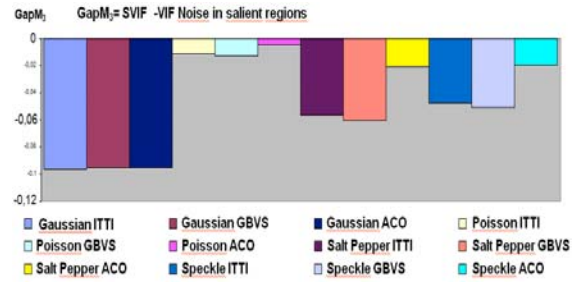 GapM₃ GapM₃= SVIF -VIF Noise in salient regions
0
-0,02
-0,04
-0,06
-0,08
-0,1
-0,12
Gaussian ITTI Gaussian GBVS Gaussian ACO Poisson ITTI
Poisson GBVS Poisson ACO Salt Pepper ITTI Salt Pepper GBVS
Salt Pepper ACO Speckle ITTI Speckle GBVS Speckle ACO